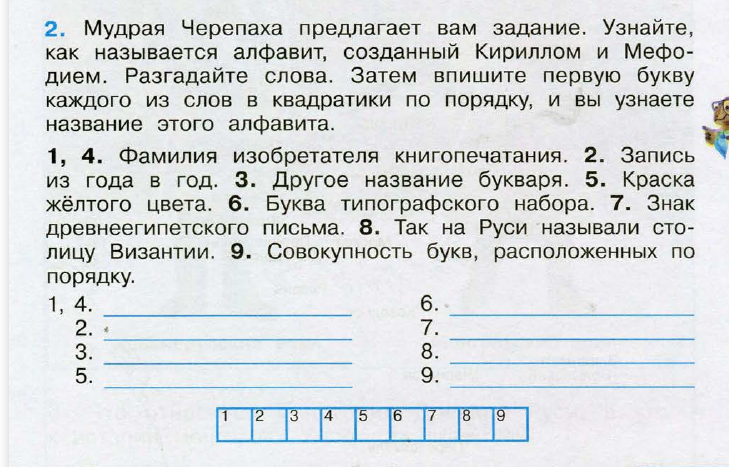 2. Мудрая Черепаха предлагает вам задание. Узнайте,
как называется алфавит, созданный Кириллом и Мефо-
дием. Разгадайте слова. Затем впишите первую букву
каждого из слов в квадратики по порядку, и вы узнаете
название этого алфавита.
1, 4. Фамилия изобретателя книгопечатания. 2. Запись
из года в год. 3. Другое название букваря. 5. Краска
жёлтого цвета. 6. Буква типографского набора. 7. Знак
древнеегипетского письма. 8. Так на Руси называли сто-
лицу Византии. 9. Совокупность букв, расположенных по
порядку.
1, 4. 6.
2. 7.
3. 8.
5. 9.
1 2 3 4 5 6 7 8 9